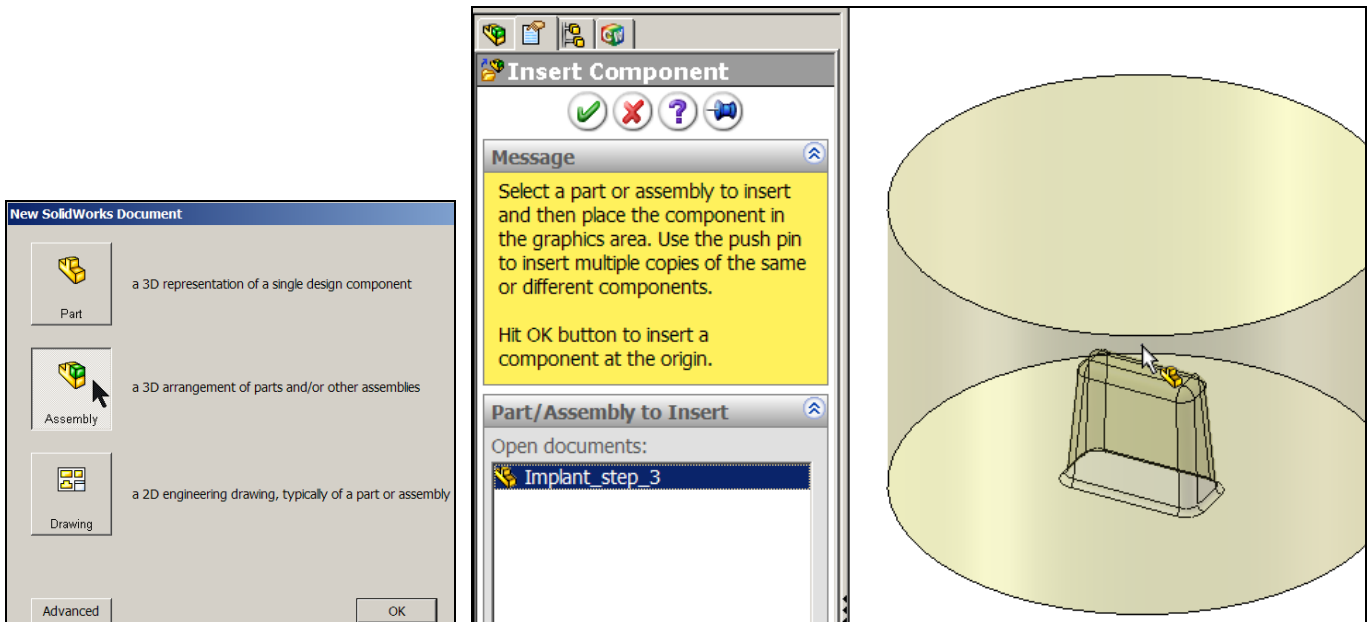 New SolidWorks Document
Part
a 3D representation of a single design component
Assembly
a 3D arrangement of parts and/or other assemblies
Drawing
a 2D engineering drawing, typically of a part or assembly
Advanced
OK
Insert Component
?
Message
Select a part or assembly to insert
and then place the component in
the graphics area. Use the push pin
to insert multiple copies of the same
or different components.
Hit OK button to insert a
component at the origin.
Part/Assembly to Insert
Open documents:
Implant_step_3